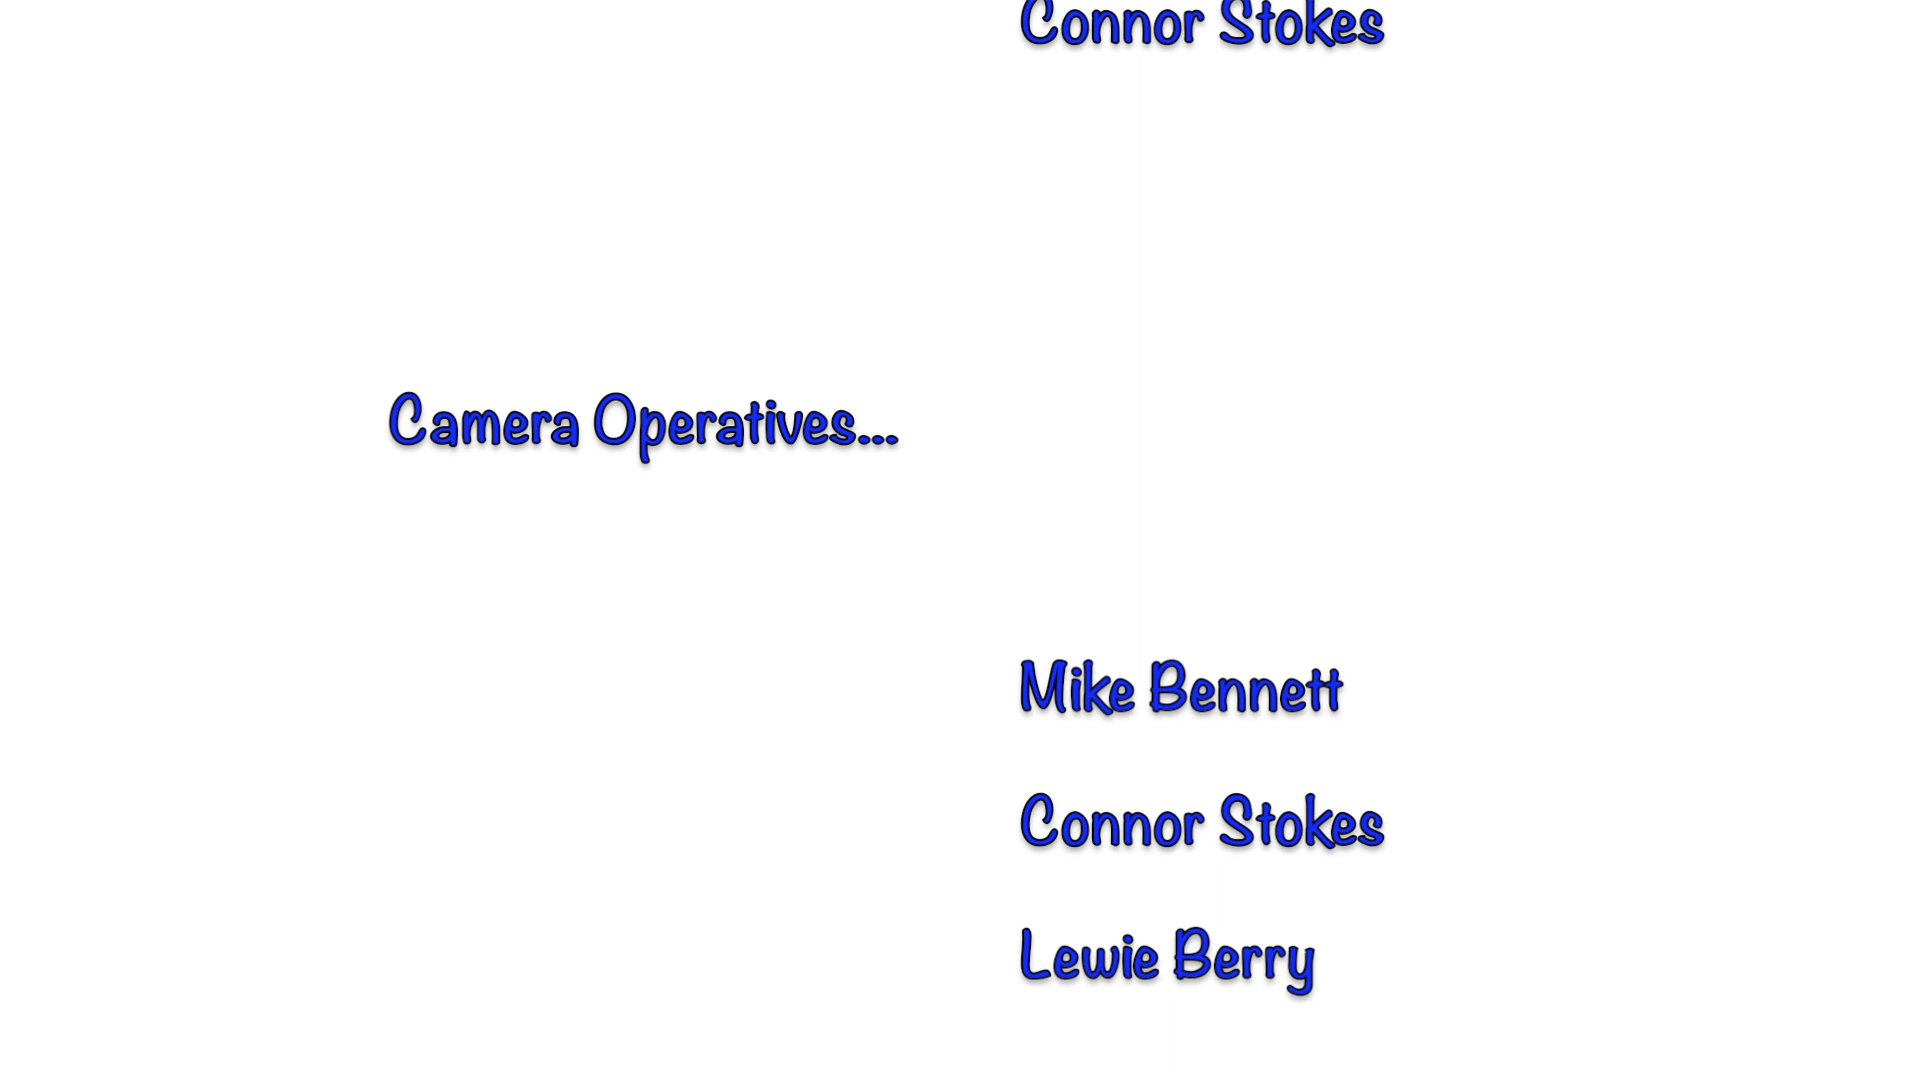 Connor Stokes
Camera Operatives...
Mike Bennett
Connor Stokes
Lewie Berry